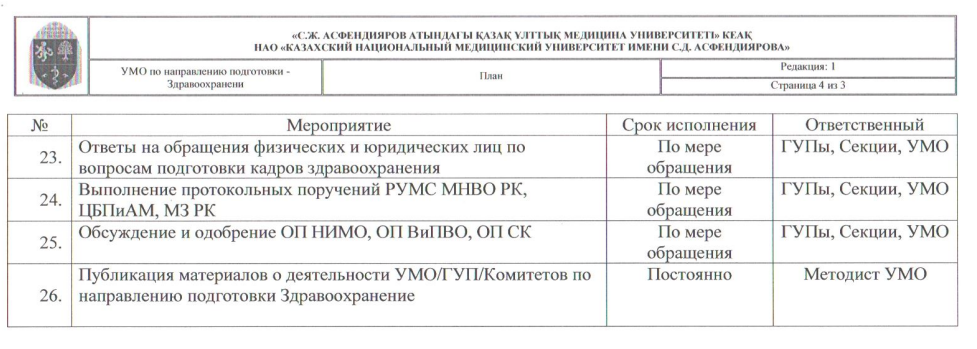 «С.Ж. АСФЕНДИЯРОВ АТЫНДАҒЫ ҚАЗАҚ ҰЛТТЫҚ МЕДИЦИНА УНИВЕРСИТЕТІ» КЕАҚ
НАО «КАЗАХСКИЙ НАЦИОНАЛЬНЫЙ МЕДИЦИНСКИЙ УНИВЕРСИТЕТ ИМЕНИ С.Д. АСФЕНДИЯРОВА»
УМО по направлению подготовки -
Здравоохранени
План
Редакция: 1
Страница 4 из 3
№ Мероприятие Срок исполнения Ответственный
23. Ответы на обращения физических и юридических лиц по По мере ГУПы, Секции, УМО
вопросам подготовки кадров здравоохранения обращения
24. Выполнение протокольных поручений РУМС МНВО РК, По мере ГУПы, Секции, УМО
ЦБПиАМ, МЗ РК обращения
25. Обсуждение и одобрение ОП НИМО, ОП ВиПВО, ОП СК По мере ГУПы, Секции, УМО
обращения
26. Публикация материалов о деятельности УМО/ГУП/Комитетов по Постоянно Методист УМО
направлению подготовки Здравоохранение